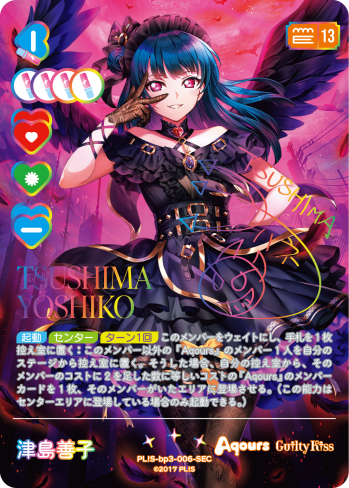 1
13
TSUSHIMA
YOSHIKO
TSUSHIMA
起動 センター ターン1回 このメンバーをウェイトにし、手札を1枚
控え室に置く：このメンバー以外の『Aqours』のメンバー1人を自分の
ステージから控え室に置く。そうした場合、自分の控え室から、そ
のメンバーのコストに2を足した数に等しいコストの『Aqours』のメンバー
カードを1枚、そのメンバーがいたエリアに登場させる。（この能力は
センターエリアに登場している場合のみ起動できる。）
津島善子
Aqours
Guilty Kiss
PL!S-bp3-006-SEC
©2017 PL!S